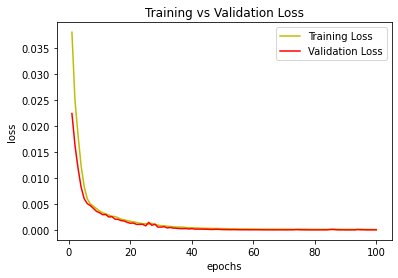 Training vs Validation Loss
Training Loss
Validation Loss
loss
0.035
0.030
0.025
0.020
0.015
0.010
0.005
0.000
0 20 40 60 80 100
epochs